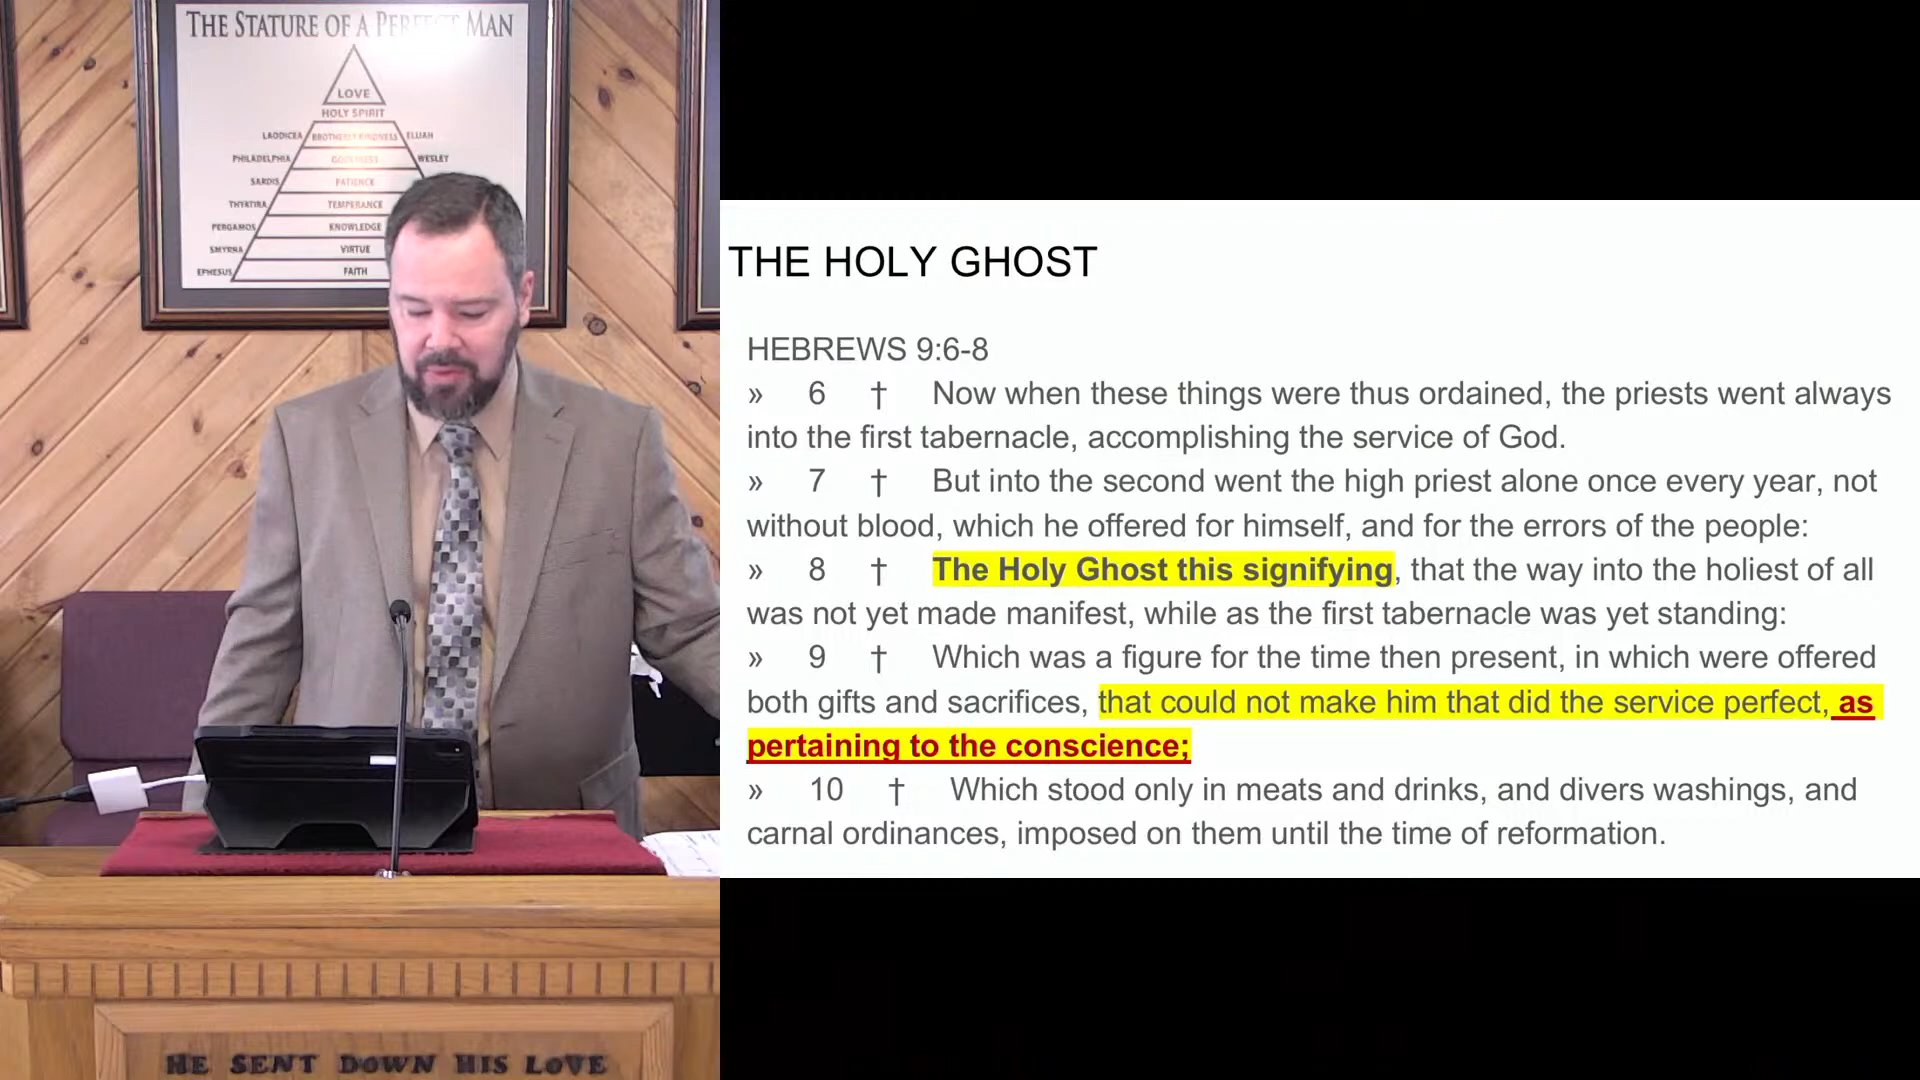 THE STATURE OF A PERFECT MAN
LOVE
HOLY SPIRIT
LAODICEA BROTHERLY KINDNESS ELIJAH
PHILADELPHIA GODLINESS WESLEY
SARDIS PATIENCE
THYATIRA TEMPERANCE
PERGAMOS KNOWLEDGE
SMYRNA VIRTUE
EPHESUS FAITH
HE SENT DOWN HIS LOVE
THE HOLY GHOST
HEBREWS 9:6-8
» 6 † Now when these things were thus ordained, the priests went always
into the first tabernacle, accomplishing the service of God.
» 7 † But into the second went the high priest alone once every year, not
without blood, which he offered for himself, and for the errors of the people:
» 8 † The Holy Ghost this signifying, that the way into the holiest of all
was not yet made manifest, while as the first tabernacle was yet standing:
» 9 † Which was a figure for the time then present, in which were offered
both gifts and sacrifices, that could not make him that did the service perfect, as
pertaining to the conscience;
» 10 † Which stood only in meats and drinks, and divers washings, and
carnal ordinances, imposed on them until the time of reformation.